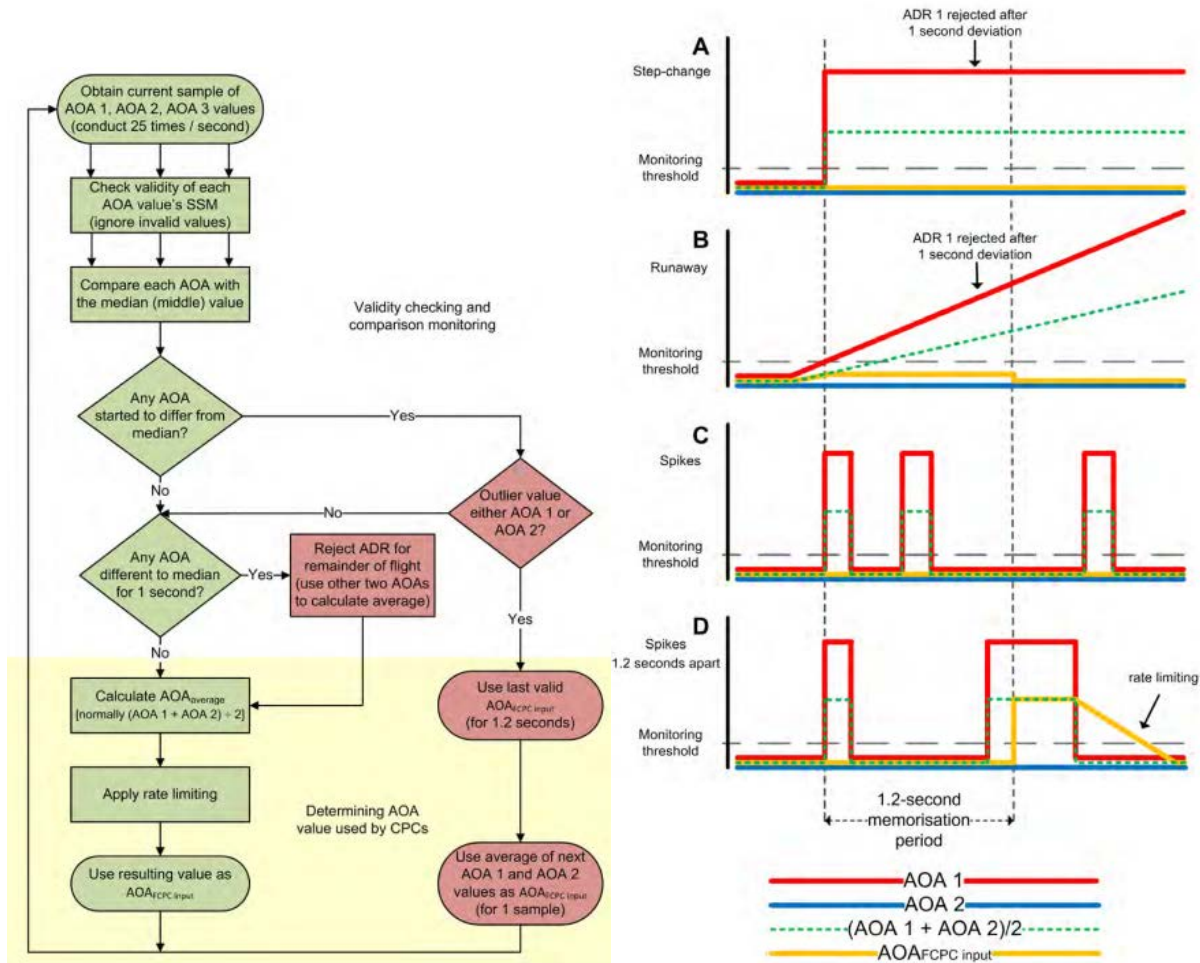 Obtain current sample of
AOA 1, AOA 2, AOA 3 values
(conduct 25 times / second)
Check validity of each
AOA value's SSM
(ignore invalid values)
Compare each AOA with
the median (middle) value
Validity checking and
comparison monitoring
Any AOA
started to differ from
median?
Yes
No
Outlier value
either AOA 1 or
AOA 2?
No
Any AOA
different to median
for 1 second?
Yes
Reject ADR for
remainder of flight
(use other two AOAs
to calculate average)
Yes
No
Calculate AOAaverage
[normally (AOA 1 + AOA 2) ÷ 2]
Use last valid
AOAFCPC input
(for 1.2 seconds)
Apply rate limiting
Determining AOA
value used by CPCs
Use resulting value as
AOAFCPC input
Use average of next
AOA 1 and AOA 2
values as AOAFCPC input
(for 1 sample)
A
Step-change
ADR 1 rejected after
1 second deviation
Monitoring
threshold
B
Runaway
ADR 1 rejected after
1 second deviation
Monitoring
threshold
C
Spikes
Monitoring
threshold
D
Spikes
1.2 seconds apart
rate limiting
Monitoring
threshold
1.2-second
memorisation
period
AOA 1
AOA 2
(AOA 1 + AOA 2)/2
AOAFCPC input